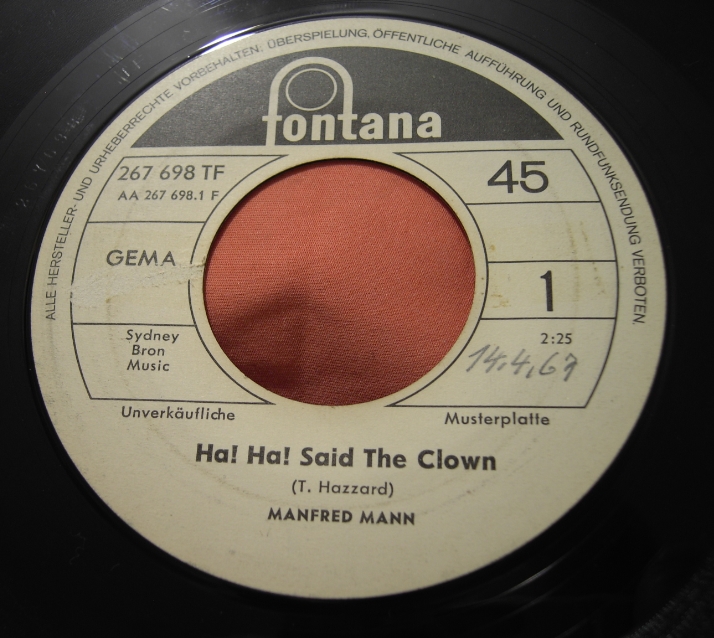 ALLE HERSTELLER- UND URHEBERRECHTE VORBEHALTEN. ÜBERSPIELUNG, ÖFFENTLICHE AUFFÜHRUNG UND RUNDFUNKSENDUNG VERBOTEN.
fontana
267 698 TF
AA 267 698.1 F
45
GEMA
1
Sydney
Bron
Music
2:25
14.4.67
Unverkäufliche Musterplatte
Ha! Ha! Said The Clown
(T. Hazzard)
MANFRED MANN